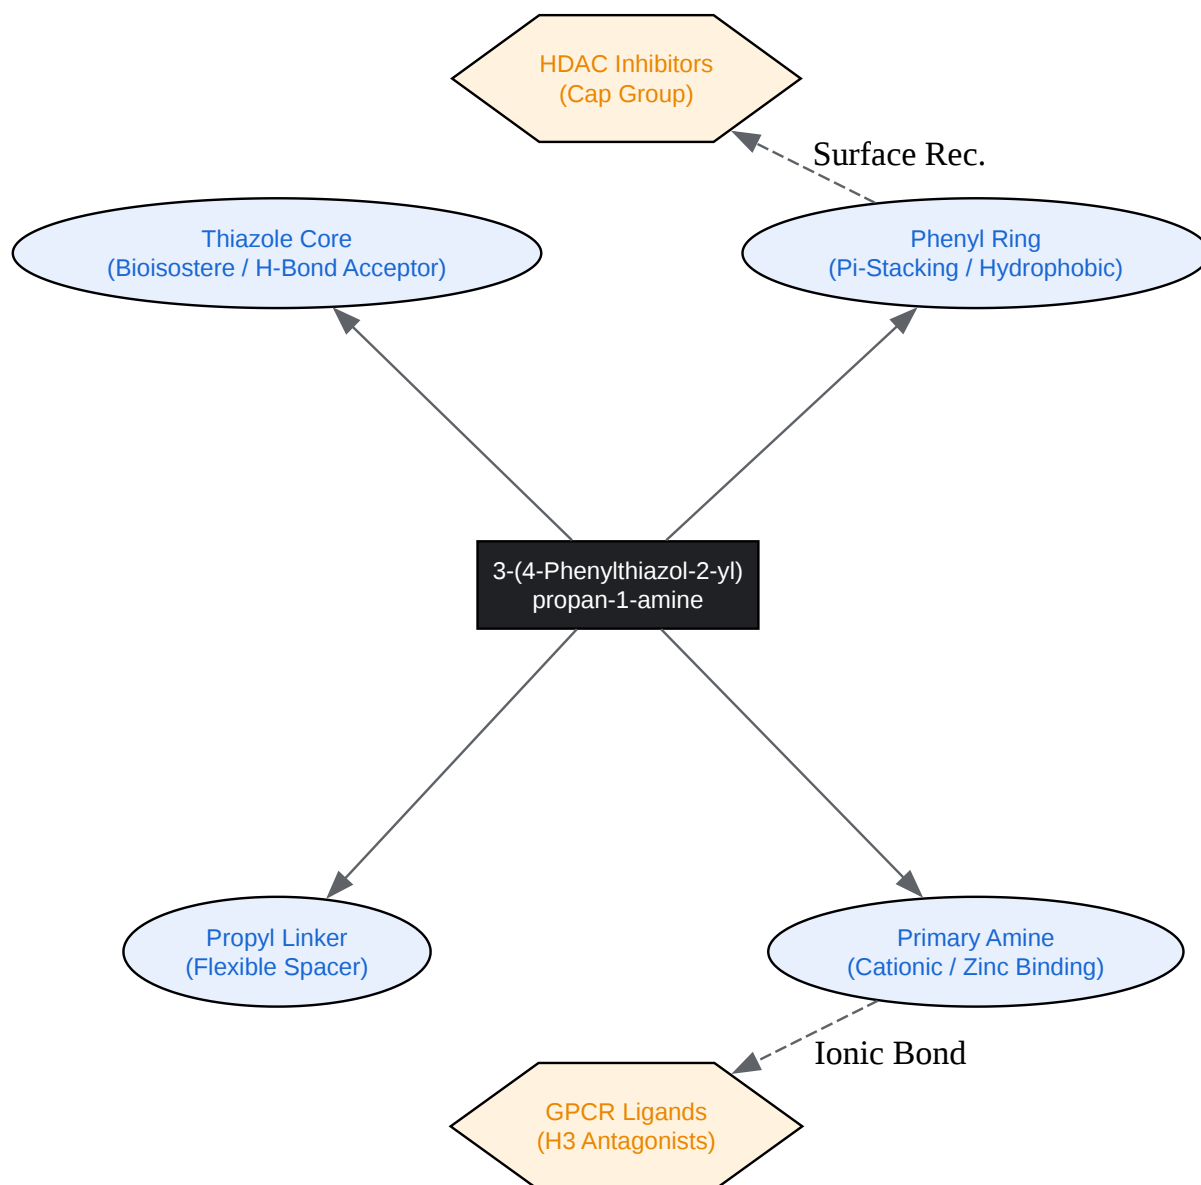 HDAC Inhibitors
(Cap Group)
Surface Rec.
Thiazole Core
(Bioisostere / H-Bond Acceptor)
Phenyl Ring
(Pi-Stacking / Hydrophobic)
3-(4-Phenylthiazol-2-yl)
propan-1-amine
Propyl Linker
(Flexible Spacer)
Primary Amine
(Cationic / Zinc Binding)
Ionic Bond
GPCR Ligands
(H3 Antagonists)